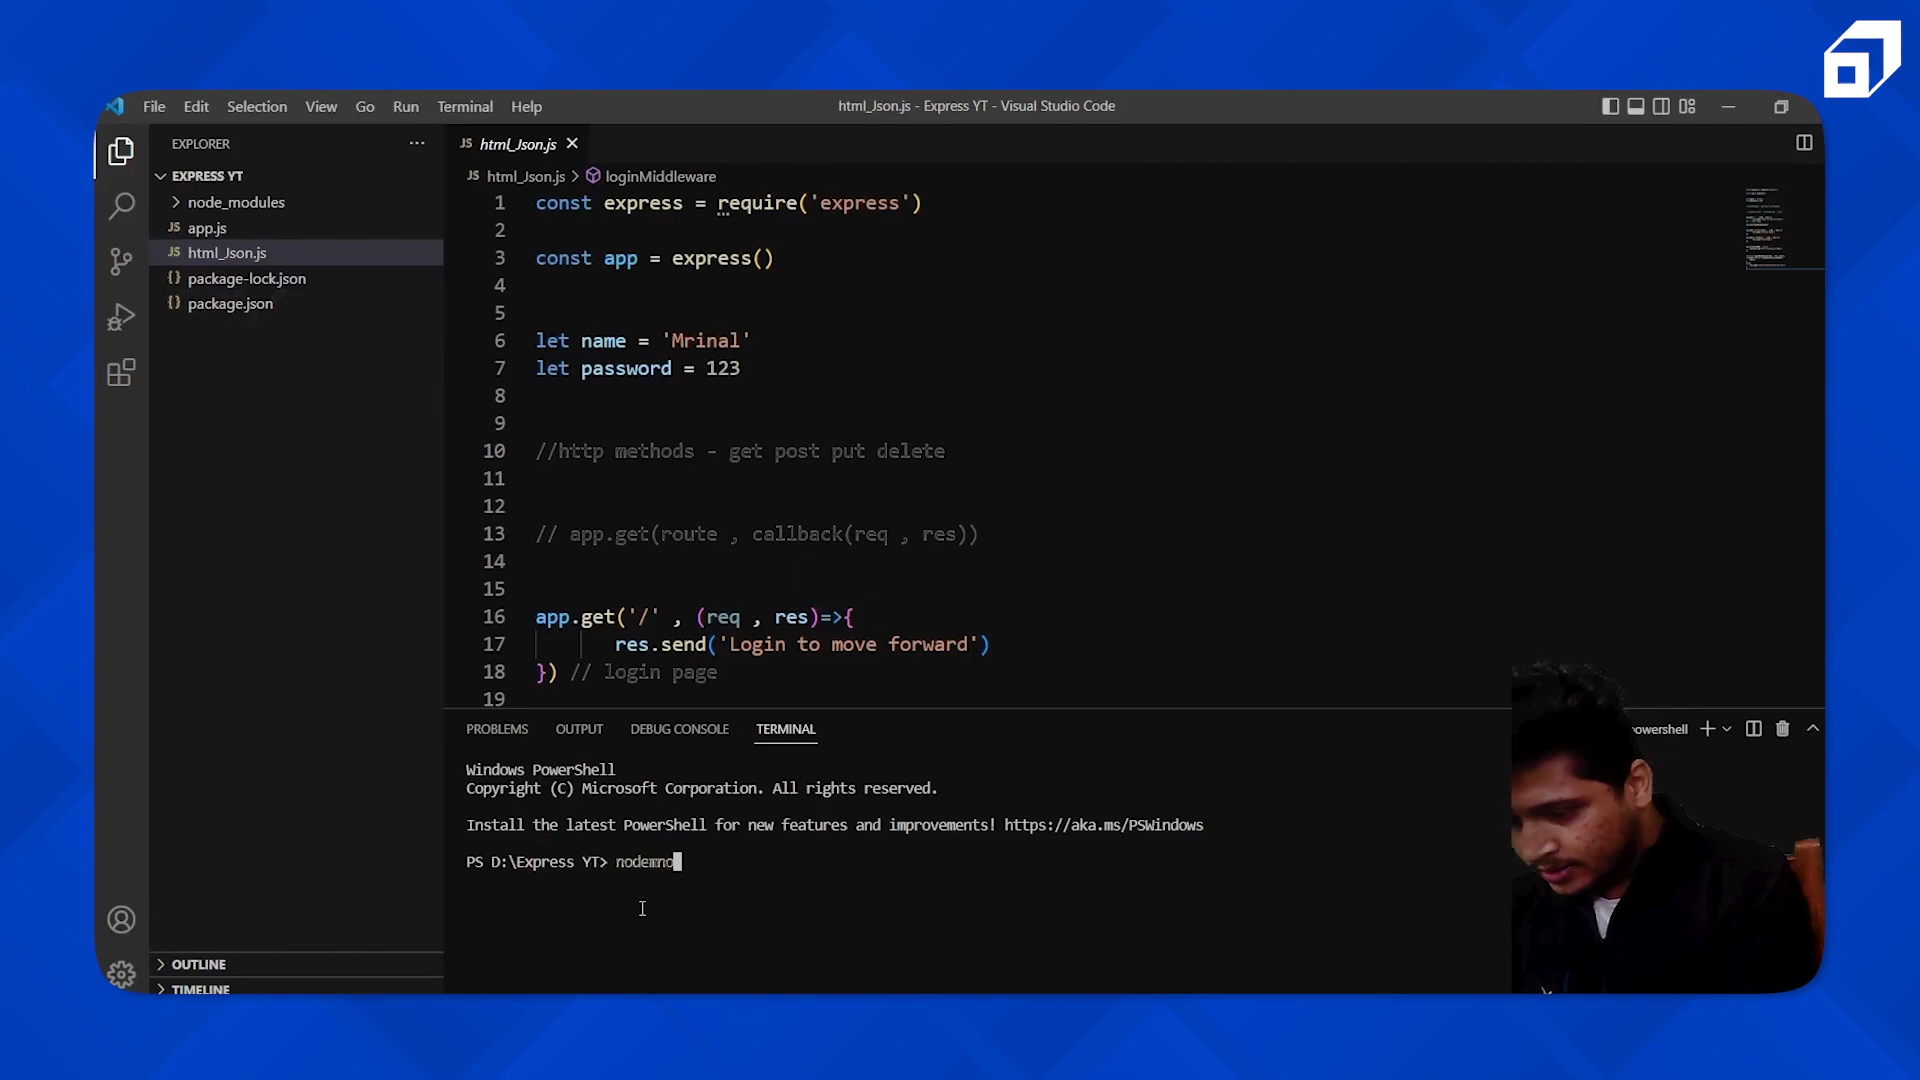 File Edit Selection View Go Run Terminal Help
html_Json.js - Express YT - Visual Studio Code
EXPLORER
EXPRESS YT
node_modules
JS app.js
JS html_Json.js
{} package-lock.json
{} package.json
OUTLINE
TIMELINE
JS html_Json.js
JS html_Json.js > loginMiddleware
1 const express = require('express')
2
3 const app = express()
4
5
6 let name = 'Mrinal'
7 let password = 123
8
9
10 //http methods - get post put delete
11
12
13 // app.get(route , callback(req , res))
14
15
16 app.get('/' , (req , res)=>{
17 res.send('Login to move forward')
18 }) // login page
19
PROBLEMS OUTPUT DEBUG CONSOLE TERMINAL
owershell
Windows PowerShell
Copyright (C) Microsoft Corporation. All rights reserved.
Install the latest PowerShell for new features and improvements! https://aka.ms/PSWindows
PS D:\Express YT> nodemno